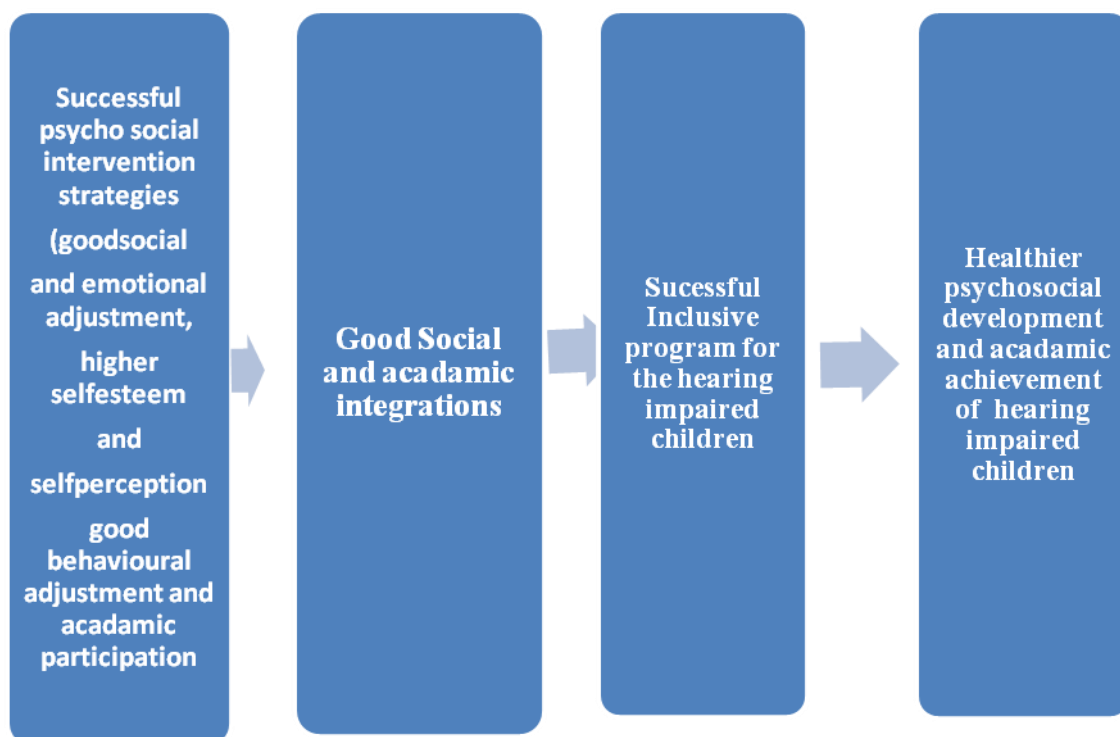 Successful
psycho social
intervention
strategies
(goodsocial
and emotional
adjustment,
higher
selfesteem
and
selfperception
good
behavioural
adjustment and
acadamic
participation
Good Social
and acadamic
integrations
Sucessful
Inclusive
program for
the hearing
impaired
children
Healthier
psychosocial
development
and acadamic
achievement
of hearing
impaired
children